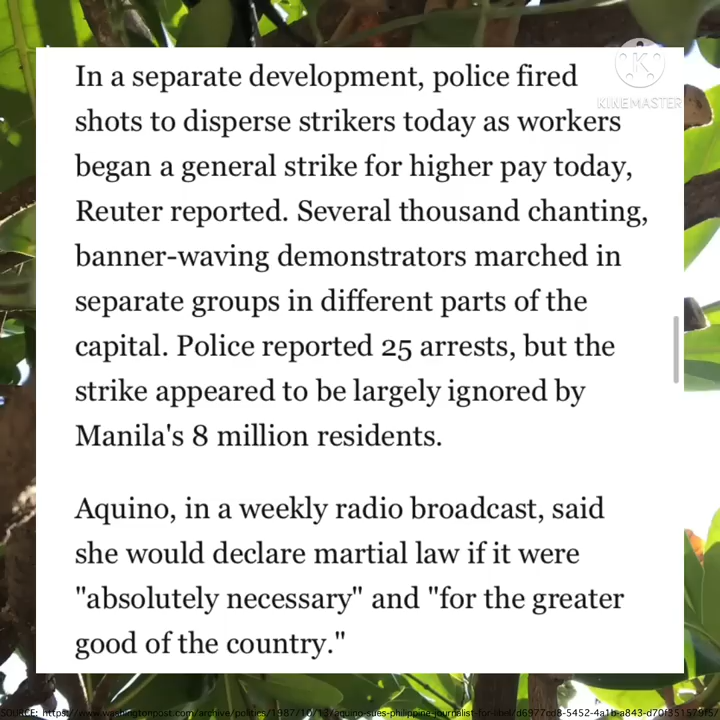 In a separate development, police fired
KINEMASTER
shots to disperse strikers today as workers
began a general strike for higher pay today,
Reuter reported. Several thousand chanting,
banner-waving demonstrators marched in
separate groups in different parts of the
capital. Police reported 25 arrests, but the
strike appeared to be largely ignored by
Manila's 8 million residents.
Aquino, in a weekly radio broadcast, said
she would declare martial law if it were
"absolutely necessary" and "for the greater
good of the country."
SOURCE: